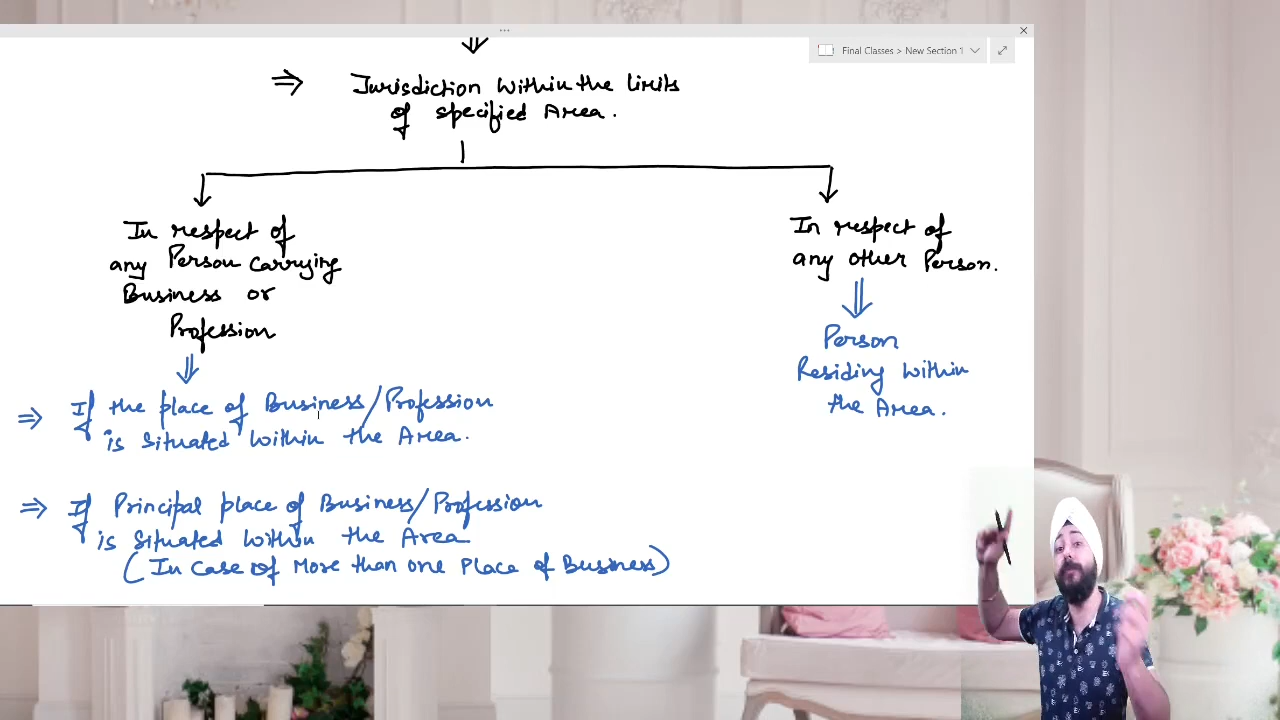 Final Classes > New Section 1
⇒ Jurisdiction within the limits
of specified Area.
In respect of
any Person carrying
Business or
Profession
⇒ If the place of Business/Profession
is situated within the Area.
⇒ If Principal place of Business/Profession
is situated within the Area
(In case of More than one Place of Business)
In respect of
any other Person.
Person
Residing within
the Area.